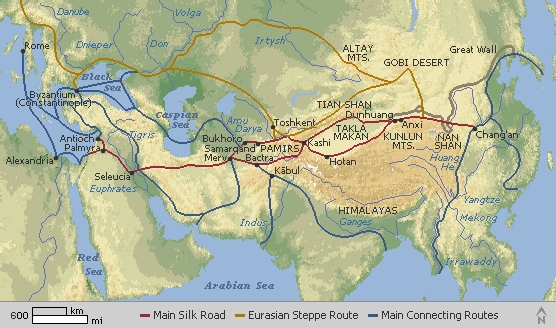 Rome
Danube
Dnieper
Volga
Don
Irtysh
ALTAY
MTS.
GOBI DESERT
Great Wall
Black
Sea
Byzantium
(Constantinople)
Caspian
Sea
Amu
Darya
Toshkent
TIAN SHAN
Dunhuang
Anxi
Antioch
Palmyra
Tigris
Bukhoro
Samarqand
Merv
PAMIRS
Bactra
Kashi
TAKLA
MAKAN
KUNLUN
MTS.
NAN
SHAN
Chang'an
Huang
He
Alexandria
Seleucia
Euphrates
Kābul
Hotan
HIMALAYAS
Indus
Ganges
Yangtze
Mekong
Irrawaddy
Red
Sea
Arabian Sea
600
km
mi
Main Silk Road
Eurasian Steppe Route
Main Connecting Routes
N